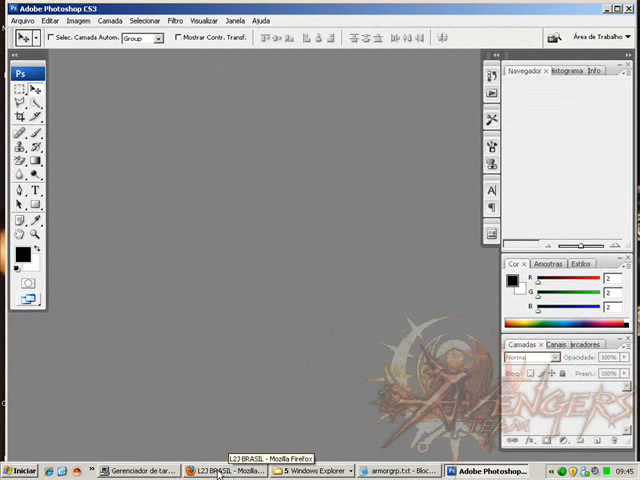 Adobe Photoshop CS3
Arquivo Editar Imagem Camada Selecionar Filtro Visualizar Janela Ajuda
Selec. Camada Autom. Group Mostrar Contr. Transf. Área de Trabalho
Ps
Navegador × Histograma Info
A
Cor × Amostras Estilos
R 2
G 2
B 2
Camadas × Canais arcadores
Normal Opacidade: 100%
Bloq.: Preen.: 100%
AVENGERS
TEAM
L2J BRASIL - Mozilla Firefox
Iniciar Gerenciador de tar... L2J BRASIL - Mozilla... 5 Windows Explorer armorgrp.txt - Bloc... Adobe Photoshop... 09:45